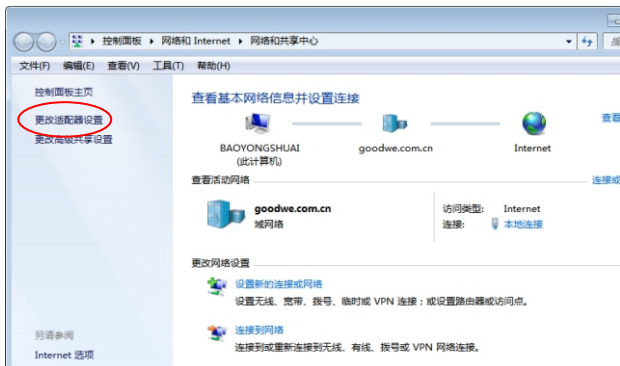 控制面板 ▸ 网络和 Internet ▸ 网络和共享中心
文件(F) 编辑(E) 查看(V) 工具(T) 帮助(H)
控制面板主页
更改适配器设置
更改高级共享设置
另请参阅
Internet 选项
查看基本网络信息并设置连接
查看
BAOYONGSHUAI goodwe.com.cn Internet
(此计算机)
查看活动网络 连接或
goodwe.com.cn 访问类型: Internet
域网络 连接: 本地连接
更改网络设置
设置新的连接或网络
设置无线、宽带、拨号、临时或 VPN 连接；或设置路由器或访问点。
连接到网络
连接到或重新连接到无线、有线、拨号或 VPN 网络连接。